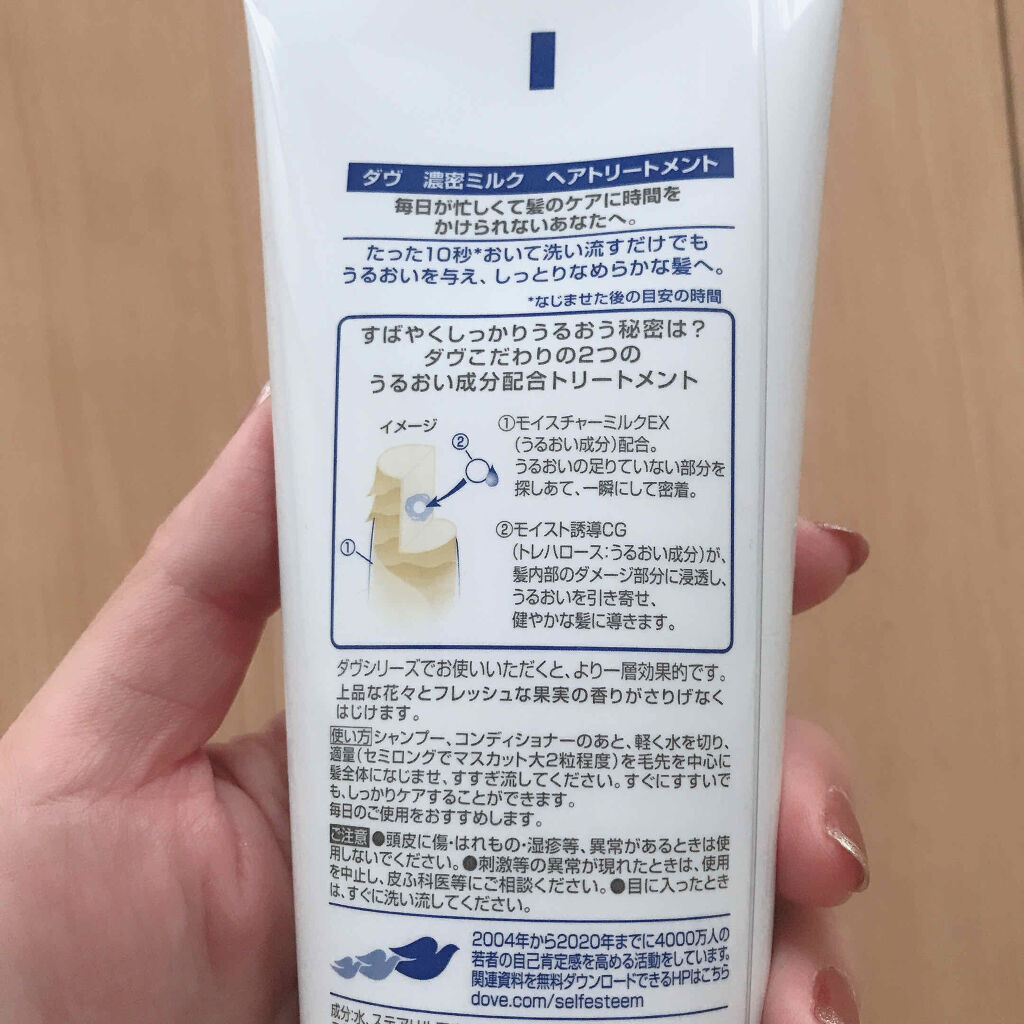 ダヴ 濃密ミルク ヘアトリートメント
毎日が忙しくて髪のケアに時間を
かけられないあなたへ。
たった10秒*おいて洗い流すだけでも
うるおいを与え、しっとりなめらかな髪へ。
*なじませた後の目安の時間
すばやくしっかりうるおう秘密は？
ダヴこだわりの2つの
うるおい成分配合トリートメント
イメージ
②
①
①モイスチャーミルクEX
(うるおい成分)配合。
うるおいの足りていない部分を
探しあて、一瞬にして密着。
②モイスト誘導CG
(トレハロース:うるおい成分)が、
髪内部のダメージ部分に浸透し、
うるおいを引き寄せ、
健やかな髪に導きます。
ダヴシリーズでお使いいただくと、より一層効果的です。
上品な花々とフレッシュな果実の香りがさりげなく
はじけます。
使い方 シャンプー、コンディショナーのあと、軽く水を切り、
適量(セミロングでマスカット大2粒程度)を毛先を中心に
髪全体になじませ、すすぎ流してください。すぐにすすいで
も、しっかりケアすることができます。
毎日のご使用をおすすめします。
ご注意 ●頭皮に傷・はれもの・湿疹等、異常があるときは使
用しないでください。●刺激等の異常が現れたときは、使用
を中止し、皮ふ科医等にご相談ください。●目に入ったとき
は、すぐに洗い流してください。
2004年から2020年までに4000万人の
若者の自己肯定感を高める活動をしています。
関連資料を無料ダウンロードできるHPはこちら
dove.com/selfesteem
成分:水、ステアリル